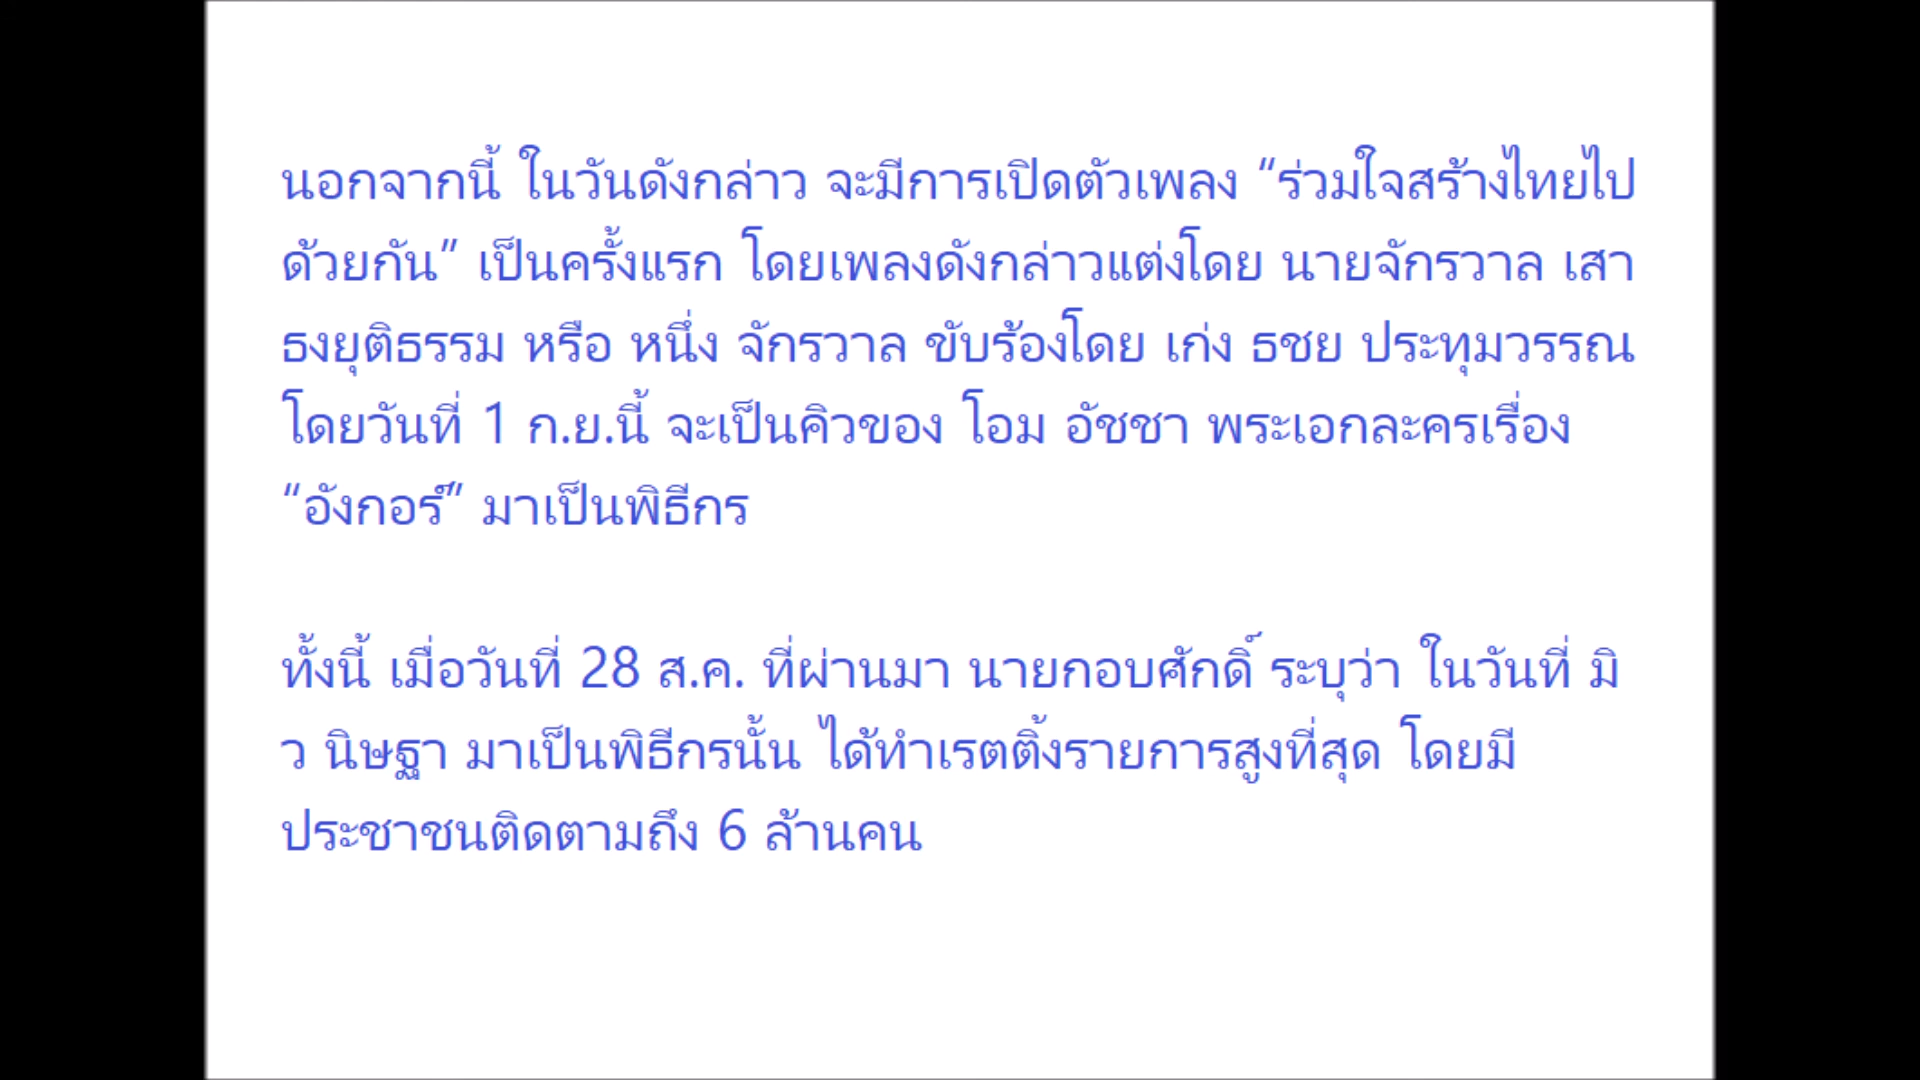 นอกจากนี้ ในวันดังกล่าว จะมีการเปิดตัวเพลง “ร่วมใจสร้างไทยไป
ด้วยกัน” เป็นครั้งแรก โดยเพลงดังกล่าวแต่งโดย นายจักรวาล เสา
ธงยุติธรรม หรือ หนึ่ง จักรวาล ขับร้องโดย เก่ง ธชย ประทุมวรรณ
โดยวันที่ 1 ก.ย.นี้ จะเป็นคิวของ โอม อัชชา พระเอกละครเรื่อง
“อังกอร์” มาเป็นพิธีกร
ทั้งนี้ เมื่อวันที่ 28 ส.ค. ที่ผ่านมา นายกอบศักดิ์ ระบุว่า ในวันที่ มิ
ว นิษฐา มาเป็นพิธีกรนั้น ได้ทำเรตติ้งรายการสูงที่สุด โดยมี
ประชาชนติดตามถึง 6 ล้านคน